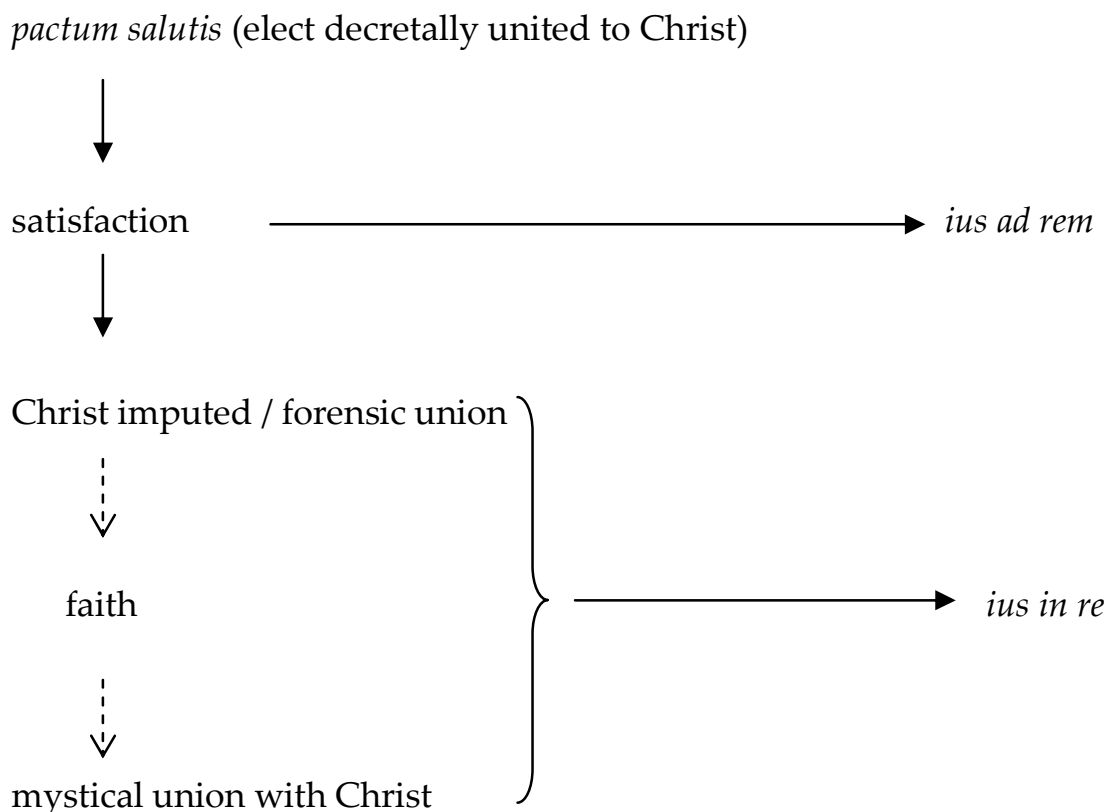 pactum salutis (elect decretally united to Christ)
satisfaction
ius ad rem
Christ imputed / forensic union
faith
ius in re
mystical union with Christ